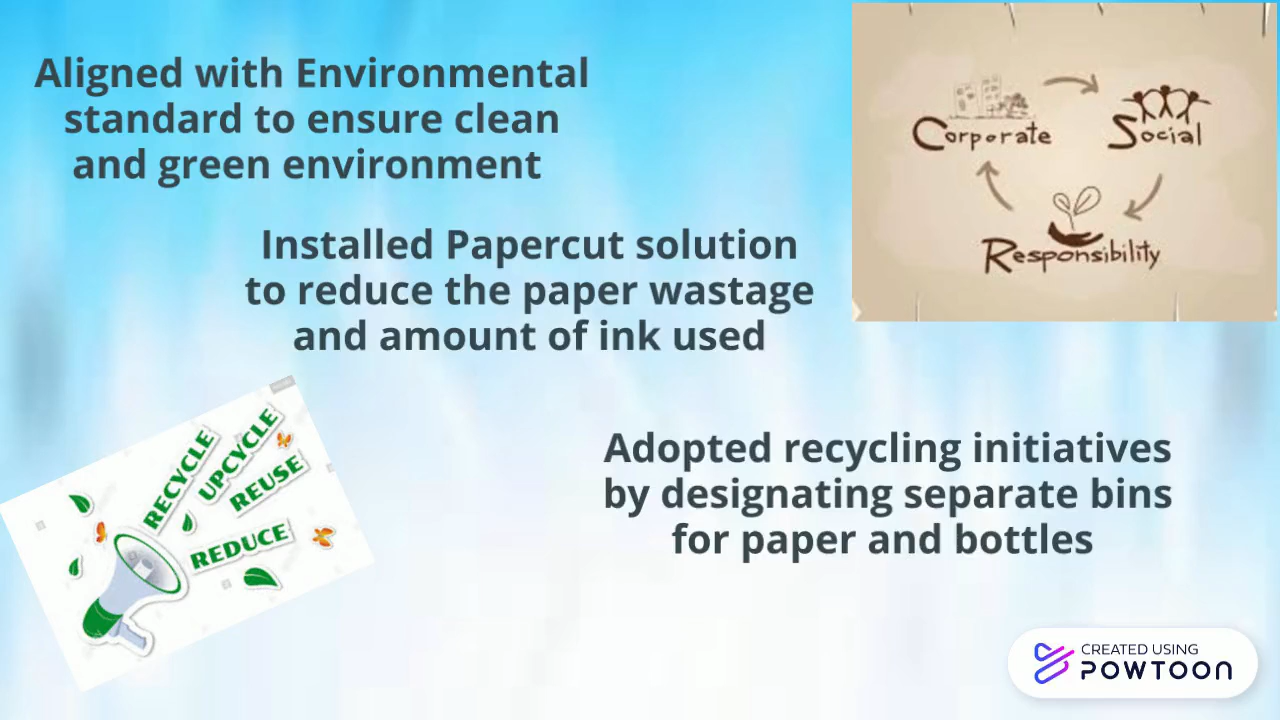 Aligned with Environmental
standard to ensure clean
and green environment
Corporate
Social
Responsibility
Installed Papercut solution
to reduce the paper wastage
and amount of ink used
RECYCLE
UPCYCLE
REUSE
REDUCE
Adopted recycling initiatives
by designating separate bins
for paper and bottles
CREATED USING
POWTOON